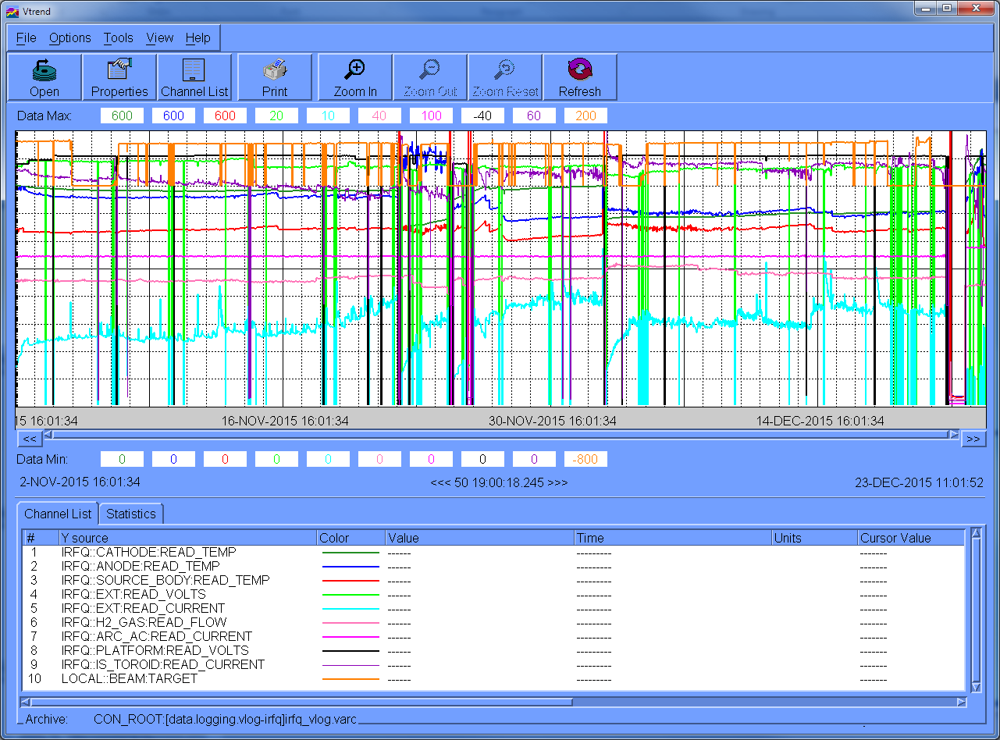 Vtrend
File Options Tools View Help
Open Properties Channel List Print Zoom In Zoom Out Zoom Reset Refresh
Data Max: 600 600 600 20 10 40 100 -40 60 200
15 16:01:34 16-NOV-2015 16:01:34 30-NOV-2015 16:01:34 14-DEC-2015 16:01:34
<< >>
Data Min: 0 0 0 0 0 0 0 0 0 -800
2-NOV-2015 16:01:34 <<< 50 19:00:18.245 >>> 23-DEC-2015 11:01:52
Channel List Statistics
# Y source Color Value Time Units Cursor Value
1 IRFQ::CATHODE:READ_TEMP ------ --------- -------
2 IRFQ::ANODE:READ_TEMP ------ --------- -------
3 IRFQ::SOURCE_BODY:READ_TEMP ------ --------- -------
4 IRFQ::EXT:READ_VOLTS ------ --------- -------
5 IRFQ::EXT:READ_CURRENT ------ --------- -------
6 IRFQ::H2_GAS:READ_FLOW ------ --------- -------
7 IRFQ::ARC_AC:READ_CURRENT ------ --------- -------
8 IRFQ::PLATFORM:READ_VOLTS ------ --------- -------
9 IRFQ::IS_TOROID:READ_CURRENT ------ --------- -------
10 LOCAL::BEAM:TARGET ------ --------- -------
Archive: CON_ROOT:[data.logging.vlog-irfq]irfq_vlog.varc